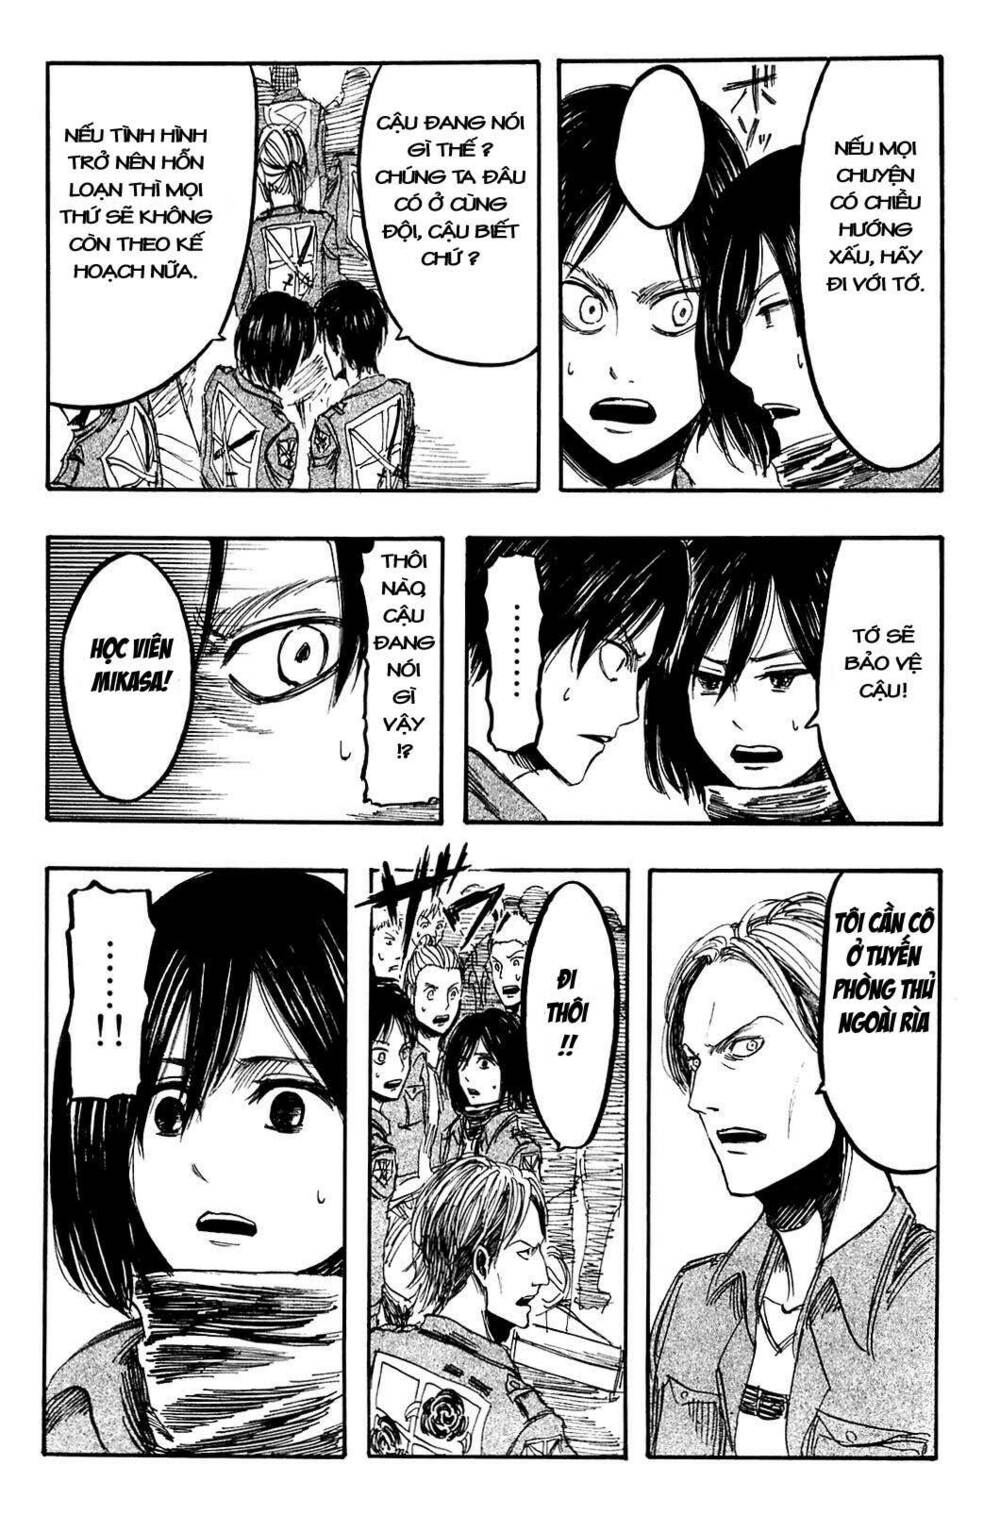 NẾU MỌI
CHUYỆN
CÓ CHIỀU
HƯỚNG
XẤU, HÃY
ĐI VỚI TỚ.
CẬU ĐANG NÓI
GÌ THẾ ?
CHÚNG TA ĐÂU
CÓ Ở CÙNG
ĐỘI, CẬU BIẾT
CHỨ ?
NẾU TÌNH HÌNH
TRỞ NÊN HỖN
LOẠN THÌ MỌI
THỨ SẼ KHÔNG
CÒN THEO KẾ
HOẠCH NỮA.
TỚ SẼ
BẢO VỆ
CẬU!
......
THÔI
NÀO,
CẬU
ĐANG
NÓI
GÌ
VẬY
!?
HỌC VIÊN
MIKASA!
TÔI CẦN CÔ
Ở TUYẾN
PHÒNG THỦ
NGOÀI RÌA
ĐI
THÔI
!!
....!!